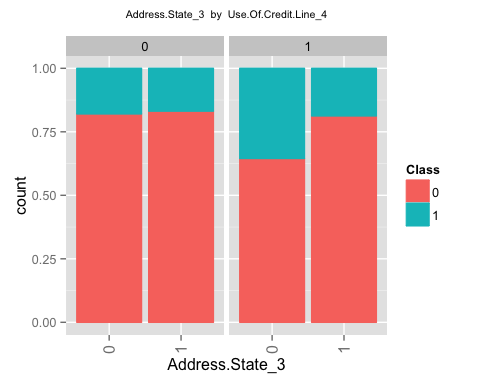 Address.State_3 by Use.Of.Credit.Line_4
0 1
1.00
0.75
0.50
0.25
0.00
count
0 1 0 1
Address.State_3
Class
0
1